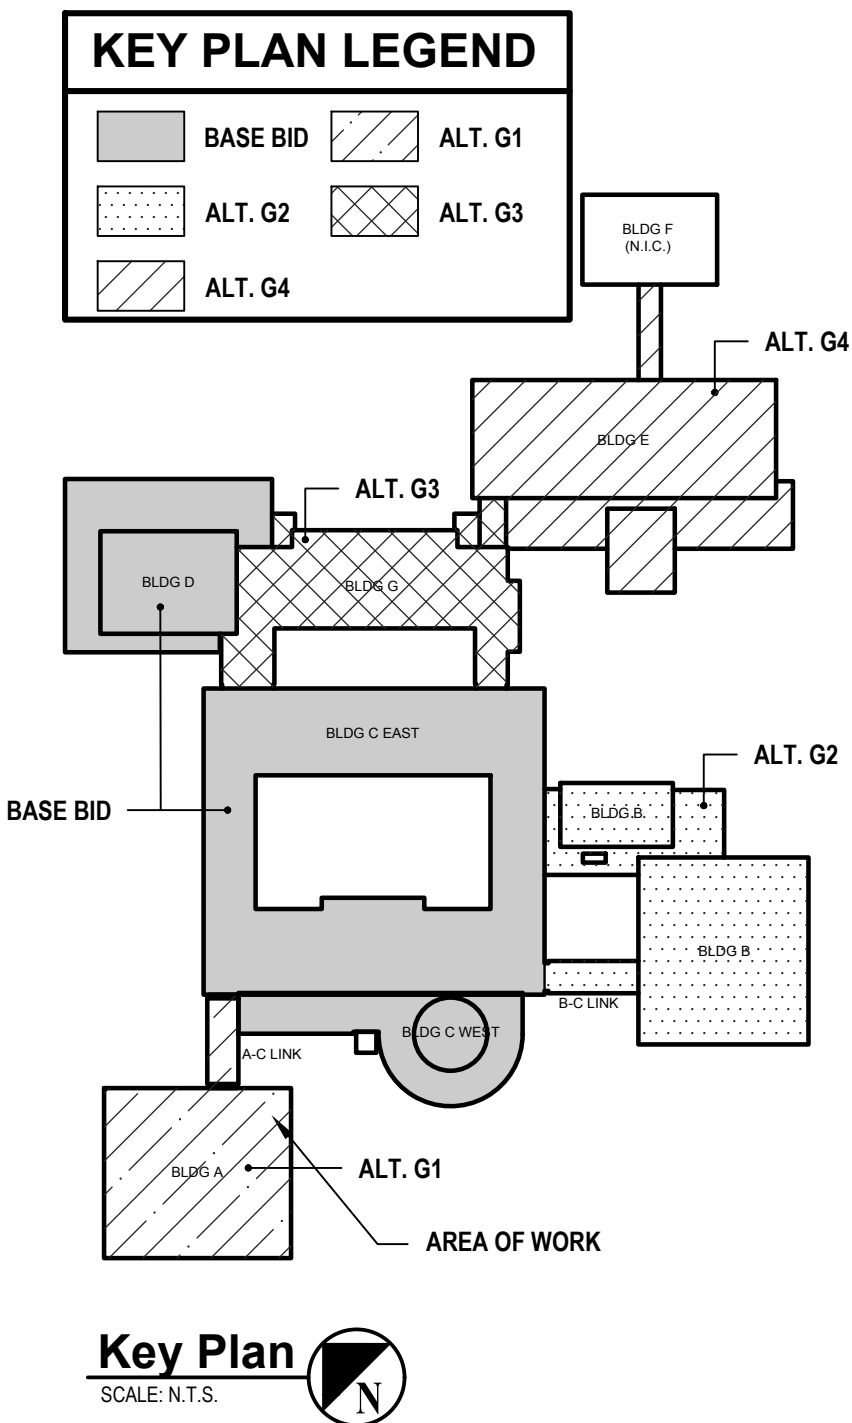 KEY PLAN LEGEND
BASE BID
ALT. G1
ALT. G2
ALT. G3
ALT. G4
BLDG F
(N.I.C.)
ALT. G4
BLDG E
ALT. G3
BLDG D
BLDG G
BLDG C EAST
ALT. G2
BASE BID
BLDG B
BLDG B
B-C LINK
BLDG C WEST
A-C LINK
BLDG A
ALT. G1
AREA OF WORK
Key Plan
SCALE: N.T.S.
N